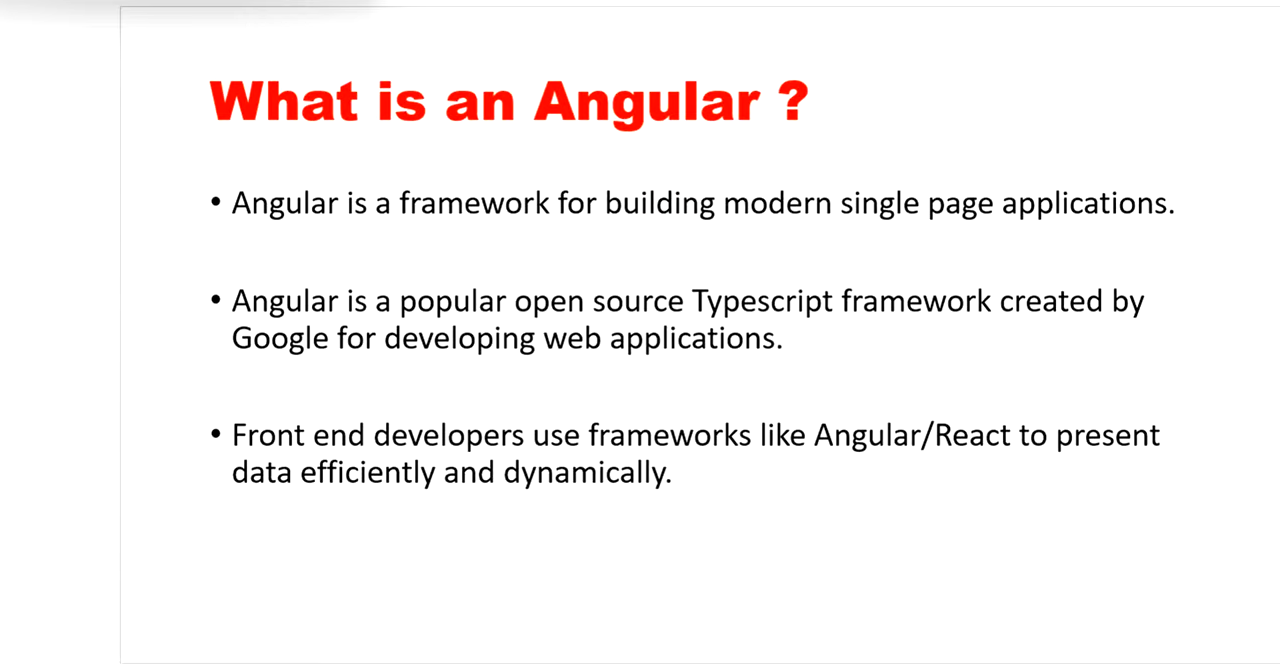 What is an Angular ?
• Angular is a framework for building modern single page applications.
• Angular is a popular open source Typescript framework created by
Google for developing web applications.
• Front end developers use frameworks like Angular/React to present
data efficiently and dynamically.